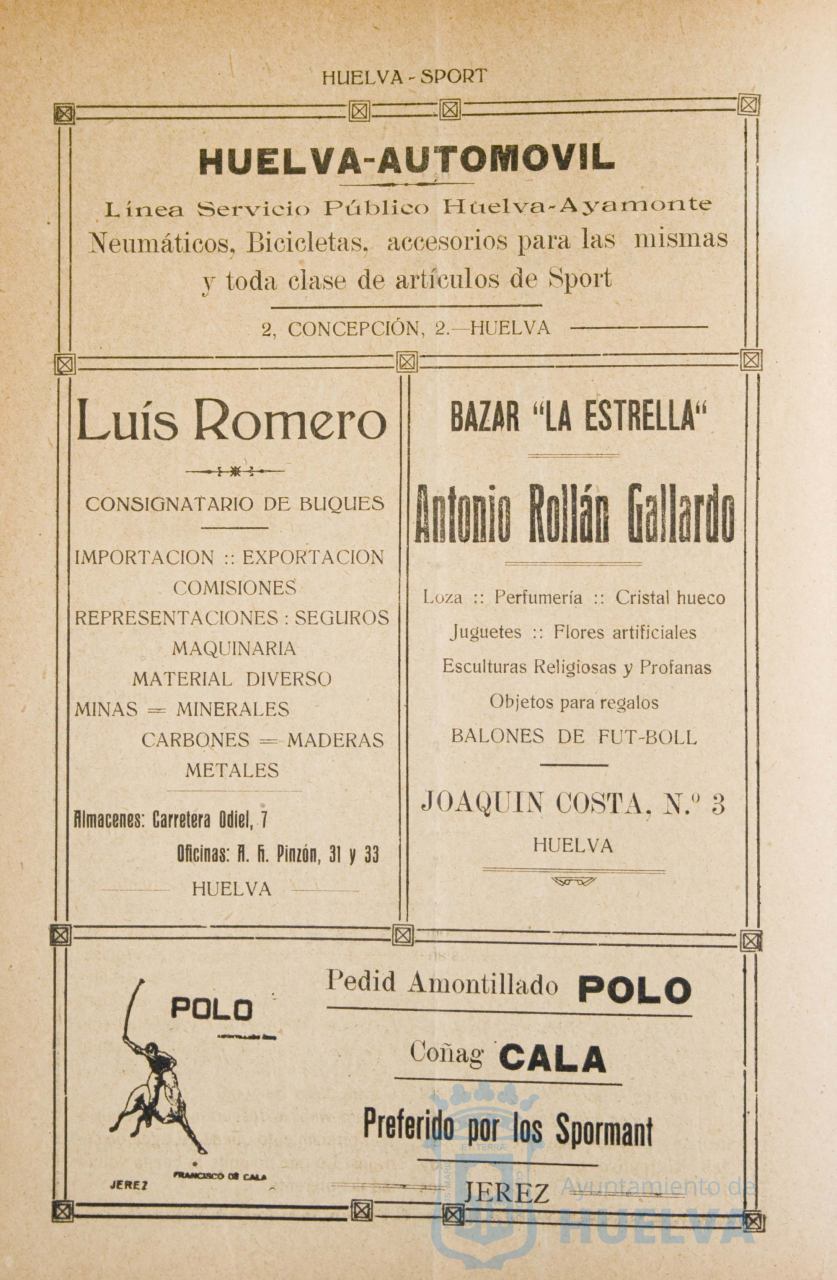 HUELVA - SPORT
HUELVA-AUTOMOVIL
Línea Servicio Público Huelva-Ayamonte
Neumáticos, Bicicletas, accesorios para las mismas
y toda clase de artículos de Sport
2, CONCEPCIÓN, 2.—HUELVA
Luís Romero
CONSIGNATARIO DE BUQUES
IMPORTACION :: EXPORTACION
COMISIONES
REPRESENTACIONES : SEGUROS
MAQUINARIA
MATERIAL DIVERSO
MINAS = MINERALES
CARBONES = MADERAS
METALES
Almacenes: Carretera Odiel, 7
Oficinas: A. H. Pinzón, 31 y 33
HUELVA
BAZAR "LA ESTRELLA"
Antonio Rollán Gallardo
Loza :: Perfumería :: Cristal hueco
Juguetes :: Flores artificiales
Esculturas Religiosas y Profanas
Objetos para regalos
BALONES DE FUT-BOLL
JOAQUIN COSTA, N.º 3
HUELVA
POLO
FRANCISCO DE CALA
JEREZ
Pedid Amontillado POLO
Coñag CALA
Preferido por los Spormant
JEREZ
Ayuntamiento de
HUELVA